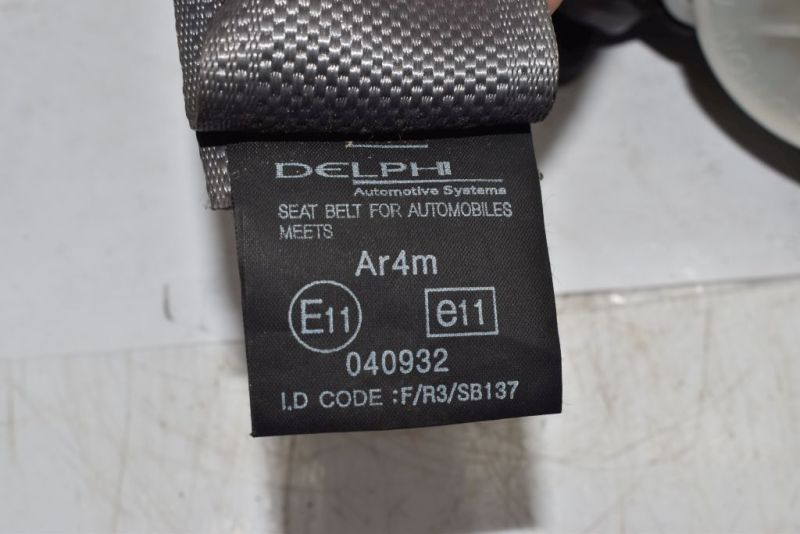 DELPHI
Automotive Systems
SEAT BELT FOR AUTOMOBILES
MEETS
Ar4m
E11 e11
040932
I.D CODE :F/R3/SB137